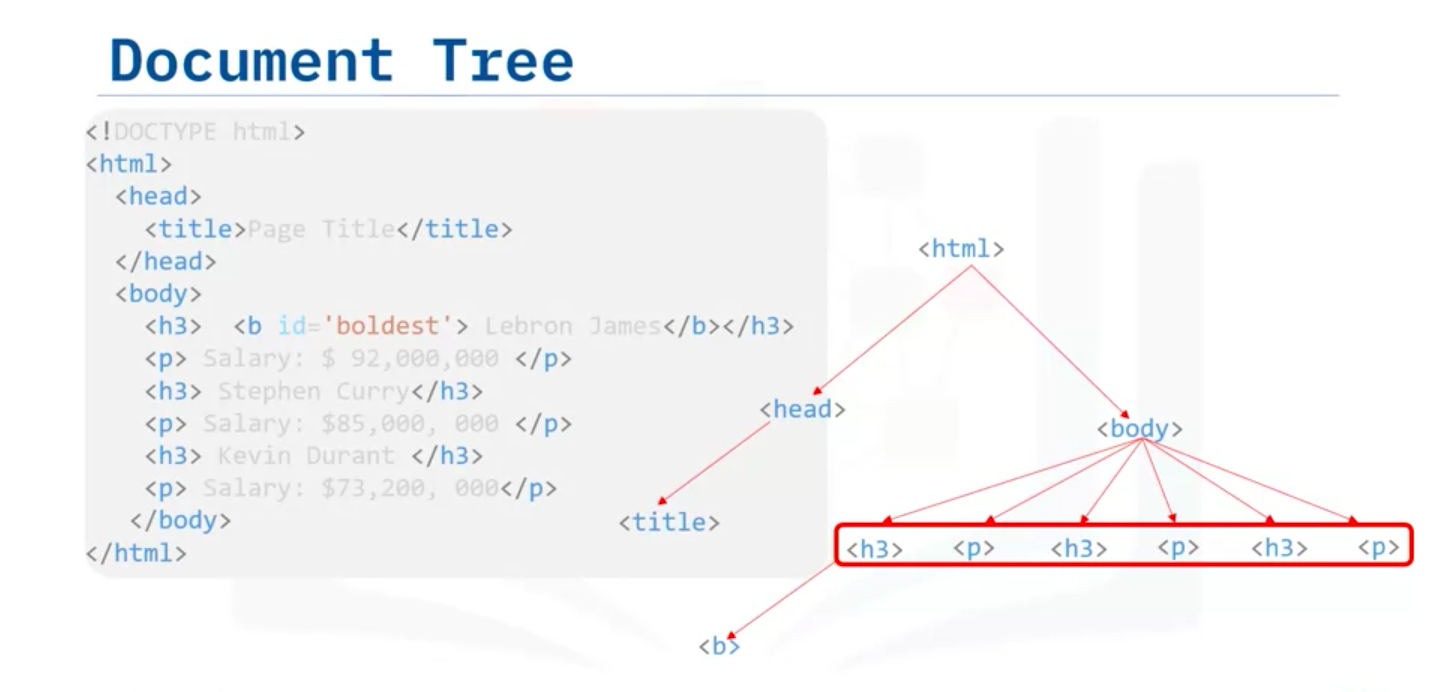 Document Tree
<!DOCTYPE html>
<html>
<head>
<title>Page Title</title>
</head>
<body>
<h3>  <b id='boldest'> Lebron James</b></h3>
<p> Salary: $ 92,000,000 </p>
<h3> Stephen Curry</h3>
<p> Salary: $85,000, 000 </p>
<h3> Kevin Durant </h3>
<p> Salary: $73,200, 000</p>
</body>
</html>
<html>
<head>
<body>
<title>
<h3> <p> <h3> <p> <h3> <p>
<b>